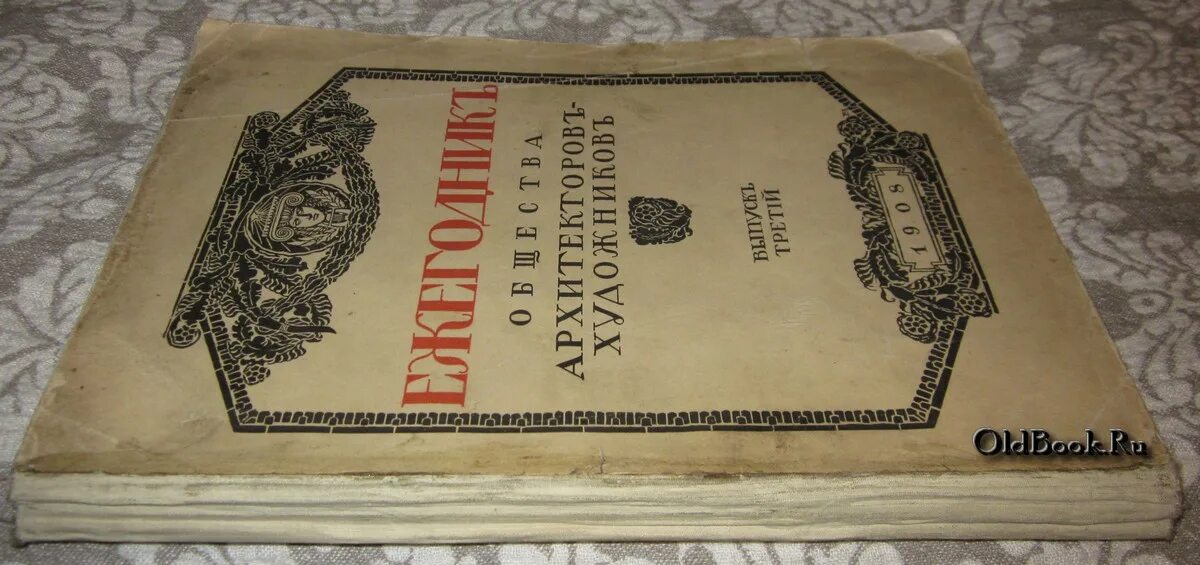 ЕЖЕГОДНИКЪ
ОБЩЕСТВА
АРХИТЕКТОРОВЪ-
ХУДОЖНИКОВЪ
ВЫПУСКЪ
ТРЕТІЙ
1908
OldBook.Ru